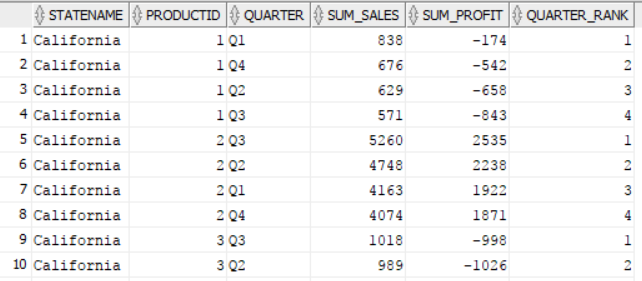 STATENAME PRODUCTID QUARTER SUM_SALES SUM_PROFIT QUARTER_RANK
1 California 1 Q1 838 -174 1
2 California 1 Q4 676 -542 2
3 California 1 Q2 629 -658 3
4 California 1 Q3 571 -843 4
5 California 2 Q3 5260 2535 1
6 California 2 Q2 4748 2238 2
7 California 2 Q1 4163 1922 3
8 California 2 Q4 4074 1871 4
9 California 3 Q3 1018 -998 1
10 California 3 Q2 989 -1026 2